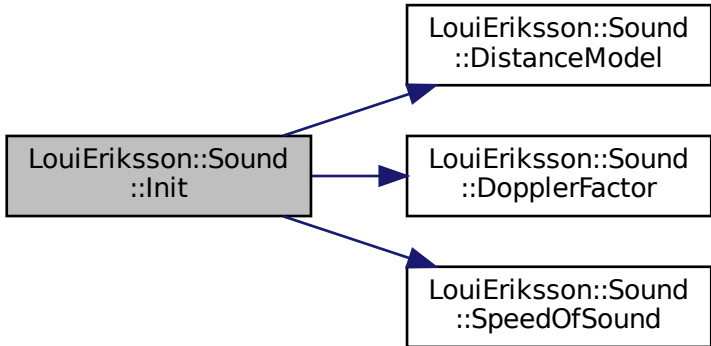 LouiEriksson::Sound
::Init
LouiEriksson::Sound
::DistanceModel
LouiEriksson::Sound
::DopplerFactor
LouiEriksson::Sound
::SpeedOfSound